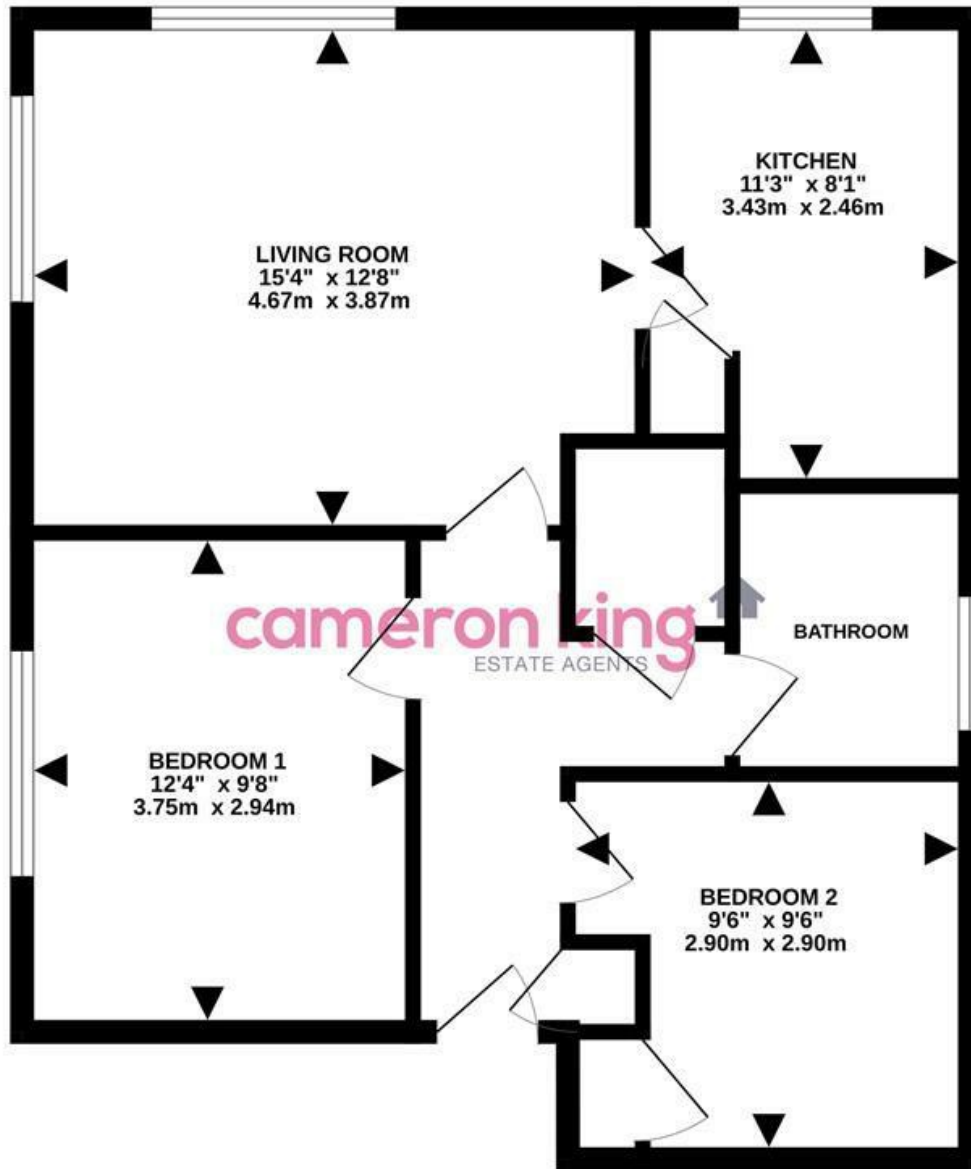 LIVING ROOM
15'4" x 12'8"
4.67m x 3.87m
KITCHEN
11'3" x 8'1"
3.43m x 2.46m
cameron king
ESTATE AGENTS
BATHROOM
BEDROOM 1
12'4" x 9'8"
3.75m x 2.94m
BEDROOM 2
9'6" x 9'6"
2.90m x 2.90m